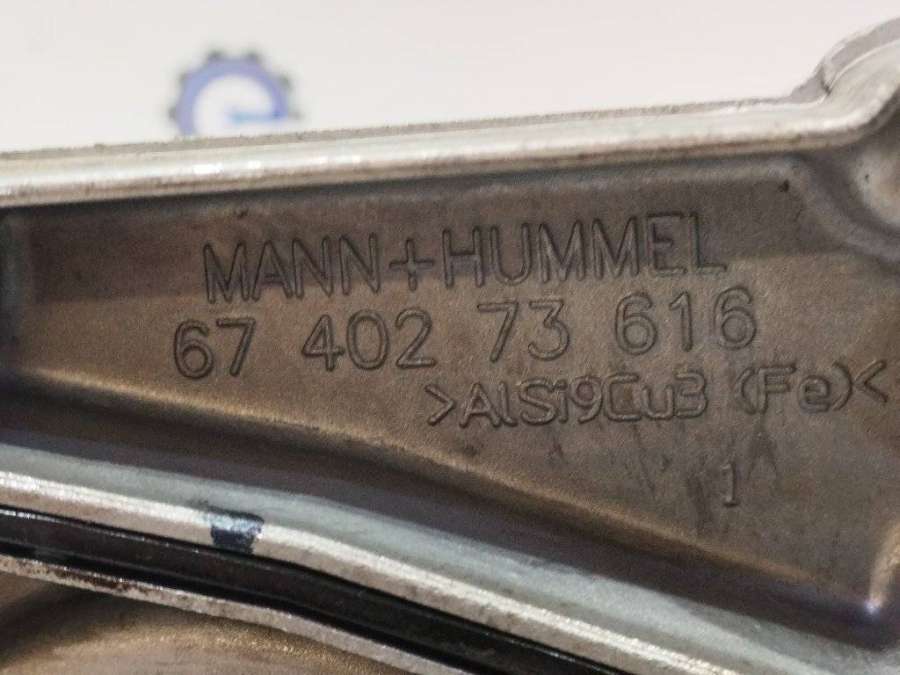 MANN+HUMMEL
67 402 73 616
>AlSi9Cu3 (Fe)<
1